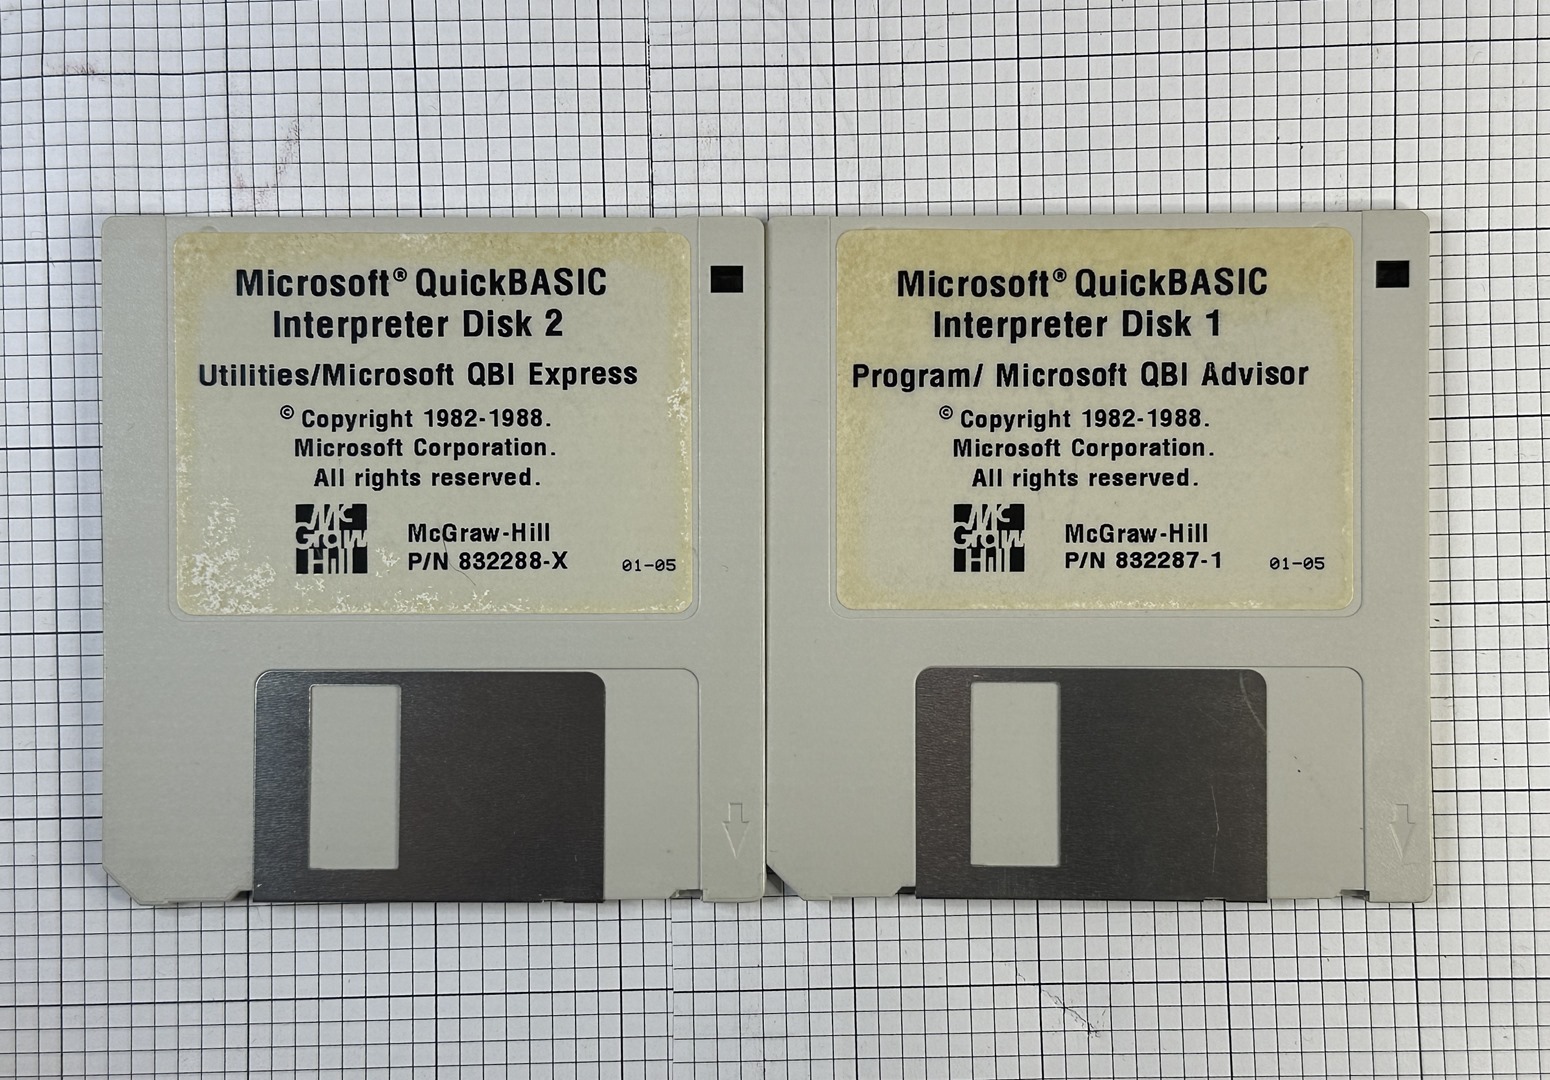 Microsoft® QuickBASIC
Interpreter Disk 2
Utilities/Microsoft QBI Express
© Copyright 1982-1988.
Microsoft Corporation.
All rights reserved.
Mc
Graw
Hill
McGraw-Hill
P/N 832288-X
01-05
Microsoft® QuickBASIC
Interpreter Disk 1
Program/ Microsoft QBI Advisor
© Copyright 1982-1988.
Microsoft Corporation.
All rights reserved.
Mc
Graw
Hill
McGraw-Hill
P/N 832287-1
01-05